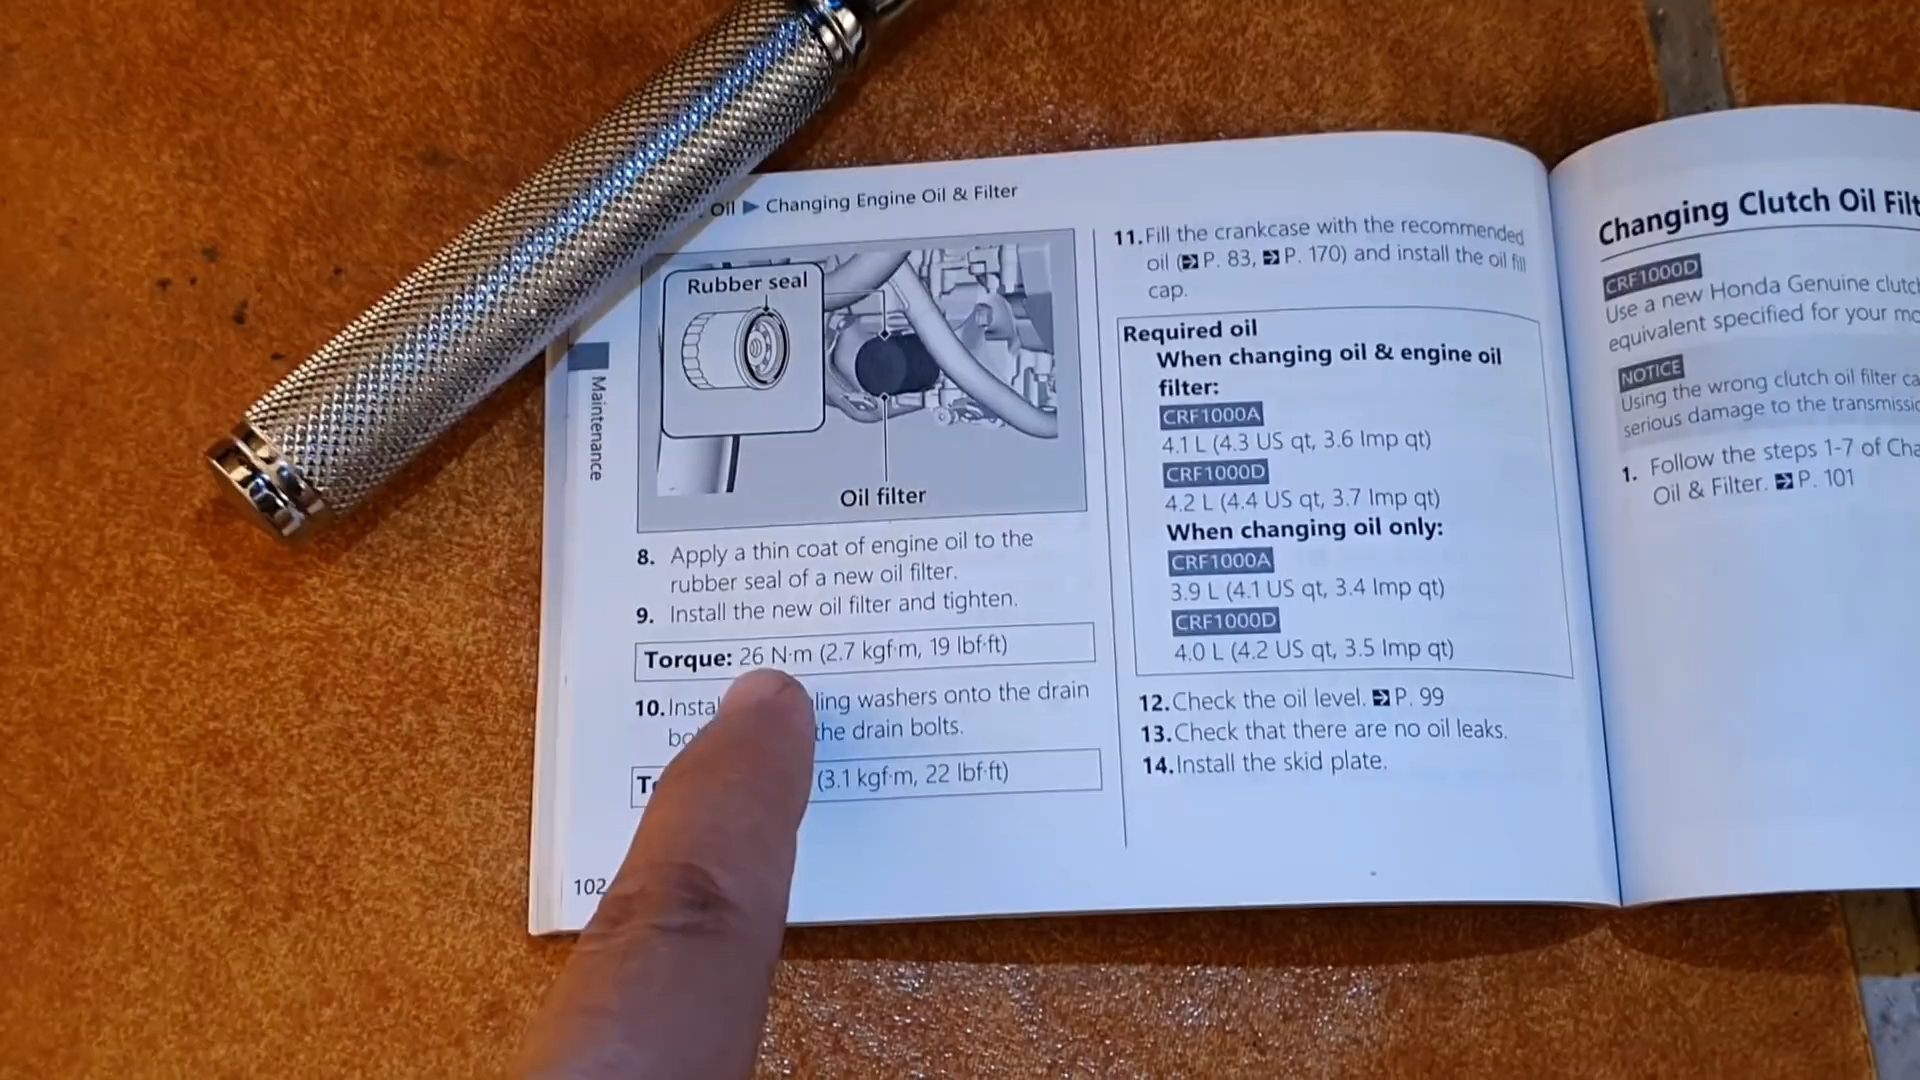 Oil ▶ Changing Engine Oil & Filter
Rubber seal
Oil filter
Maintenance
8. Apply a thin coat of engine oil to the
rubber seal of a new oil filter.
9. Install the new oil filter and tighten.
Torque: 26 N·m (2.7 kgf·m, 19 lbf·ft)
10. washers onto the drain
the drain bolts.
(3.1 kgf·m, 22 lbf·ft)
102
11. Fill the crankcase with the recommended
oil (➔ P. 83, ➔ P. 170) and install the oil fill
cap.
Required oil
When changing oil & engine oil
filter:
CRF1000A
4.1 L (4.3 US qt, 3.6 Imp qt)
CRF1000D
4.2 L (4.4 US qt, 3.7 Imp qt)
When changing oil only:
CRF1000A
3.9 L (4.1 US qt, 3.4 Imp qt)
CRF1000D
4.0 L (4.2 US qt, 3.5 Imp qt)
12. Check the oil level. ➔ P. 99
13. Check that there are no oil leaks.
14. Install the skid plate.
Changing Clutch Oil
CRF1000D
Use a new Honda Genuine
equivalent specified for your
NOTICE
Using the wrong clutch oil filter
serious damage to the
1. Follow the steps 1-7 of
Oil & Filter. ➔ P. 101